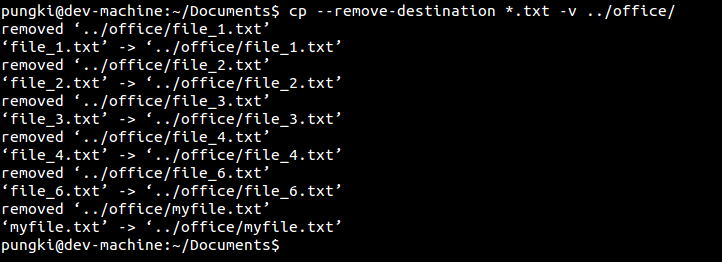 pungki@dev-machine:~/Documents$ cp --remove-destination *.txt -v ../office/
removed ‘../office/file_1.txt’
‘file_1.txt’ -> ‘../office/file_1.txt’
removed ‘../office/file_2.txt’
‘file_2.txt’ -> ‘../office/file_2.txt’
removed ‘../office/file_3.txt’
‘file_3.txt’ -> ‘../office/file_3.txt’
removed ‘../office/file_4.txt’
‘file_4.txt’ -> ‘../office/file_4.txt’
removed ‘../office/file_6.txt’
‘file_6.txt’ -> ‘../office/file_6.txt’
removed ‘../office/myfile.txt’
‘myfile.txt’ -> ‘../office/myfile.txt’
pungki@dev-machine:~/Documents$